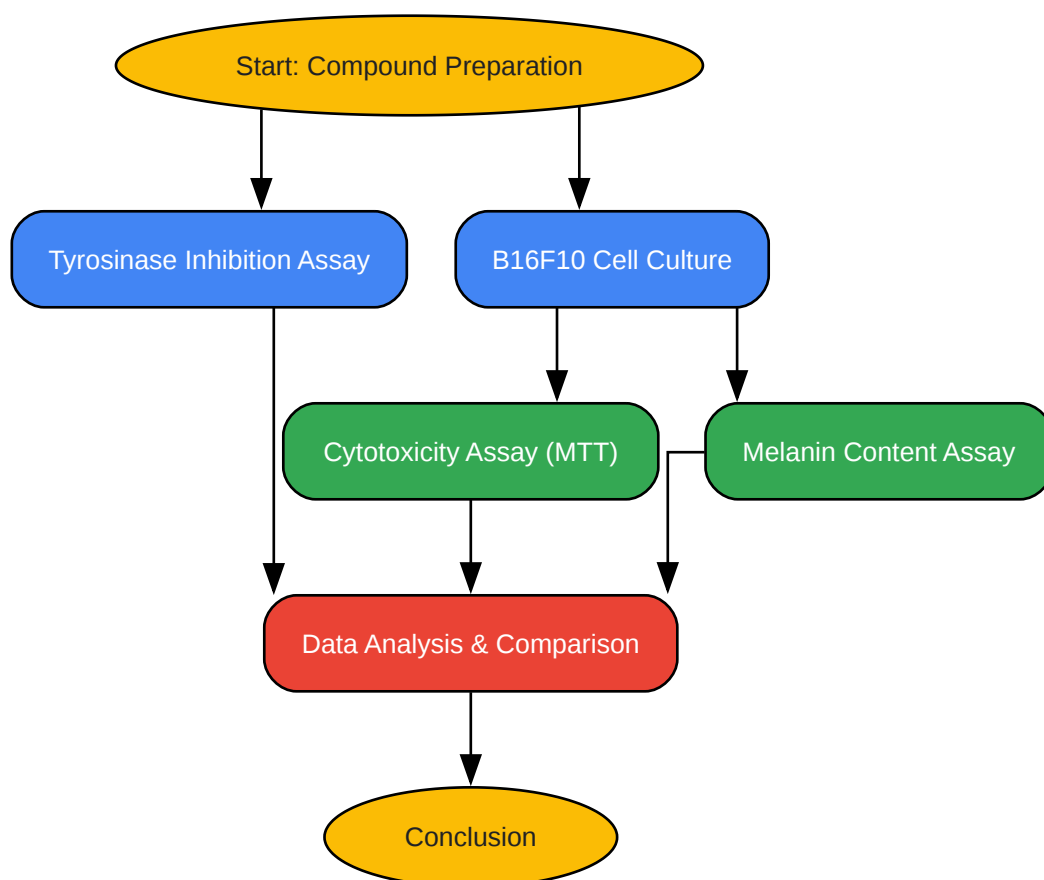 Start: Compound Preparation
Tyrosinase Inhibition Assay
B16F10 Cell Culture
Cytotoxicity Assay (MTT)
Melanin Content Assay
Data Analysis & Comparison
Conclusion